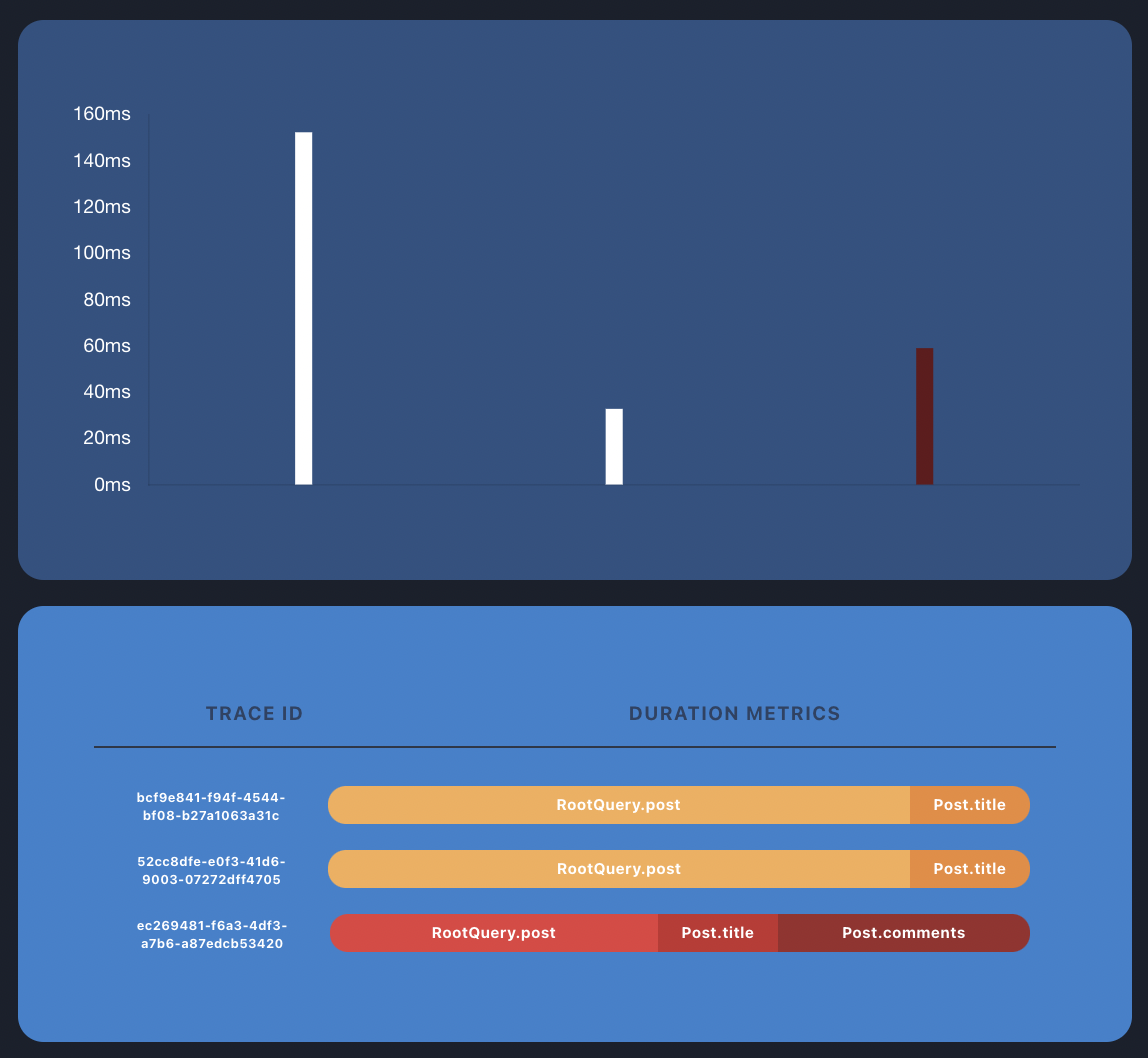 160ms
140ms
120ms
100ms
80ms
60ms
40ms
20ms
0ms
TRACE ID DURATION METRICS
bcf9e841-f94f-4544-
bf08-b27a1063a31c
RootQuery.post Post.title
52cc8dfe-e0f3-41d6-
9003-07272dff4705
RootQuery.post Post.title
ec269481-f6a3-4df3-
a7b6-a87edcb53420
RootQuery.post Post.title Post.comments